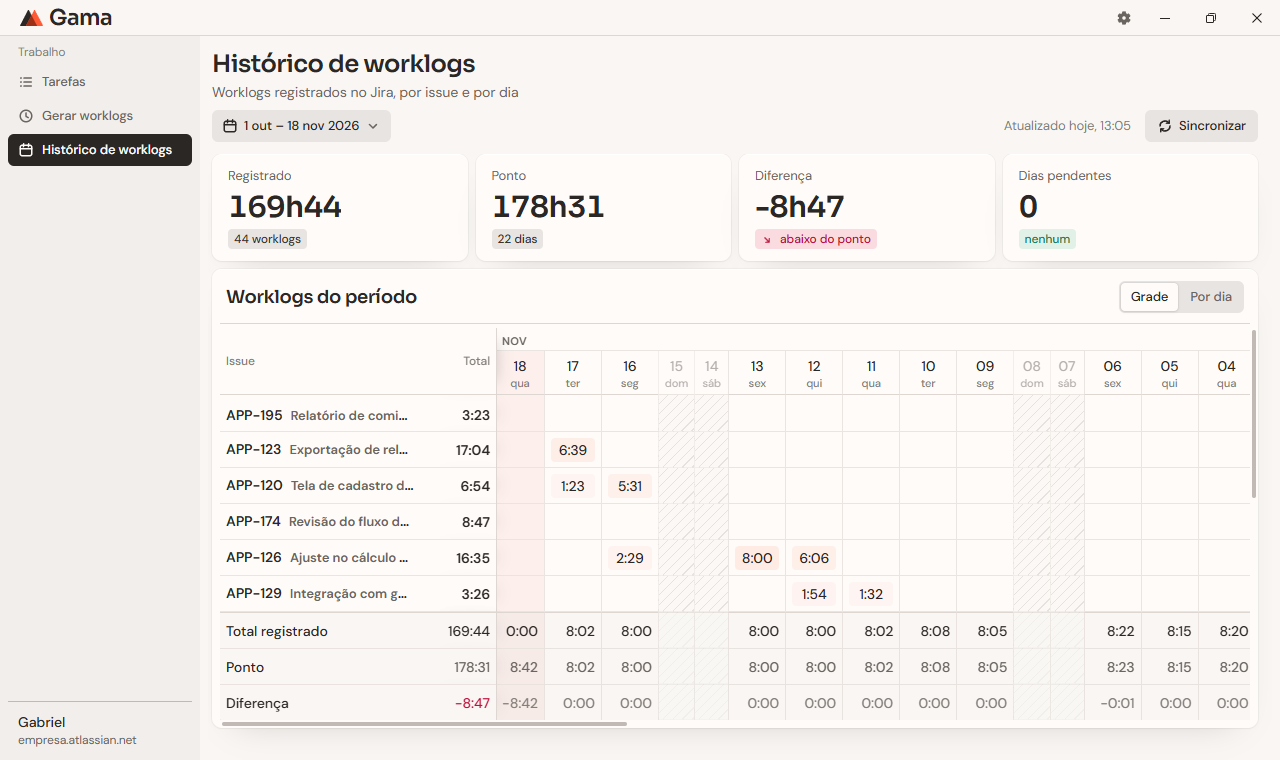 Gama
Trabalho
Tarefas
Gerar worklogs
Histórico de worklogs
Gabriel
empresa.atlassian.net
Histórico de worklogs
Worklogs registrados no Jira, por issue e por dia
1 out – 18 nov 2026
Atualizado hoje, 13:05
Sincronizar
Registrado
169h44
44 worklogs
Ponto
178h31
22 dias
Diferença
-8h47
abaixo do ponto
Dias pendentes
0
nenhum
Worklogs do período
Grade Por dia
NOV
Issue Total 18 17 16 15 14 13 12 11 10 09 08 07 06 05 04
qua ter seg dom sáb sex qui qua ter seg dom sáb sex qui qua
APP-195 Relatório de comi... 3:23
APP-123 Exportação de rel... 17:04 6:39
APP-120 Tela de cadastro d... 6:54 1:23 5:31
APP-174 Revisão do fluxo d... 8:47
APP-126 Ajuste no cálculo ... 16:35 2:29 8:00 6:06
APP-129 Integração com g... 3:26 1:54 1:32
Total registrado 169:44 0:00 8:02 8:00 8:00 8:00 8:02 8:08 8:05 8:22 8:15 8:20
Ponto 178:31 8:42 8:02 8:00 8:00 8:00 8:02 8:08 8:05 8:23 8:15 8:20
Diferença -8:47 -8:42 0:00 0:00 0:00 0:00 0:00 0:00 0:00 -0:01 0:00 0:00